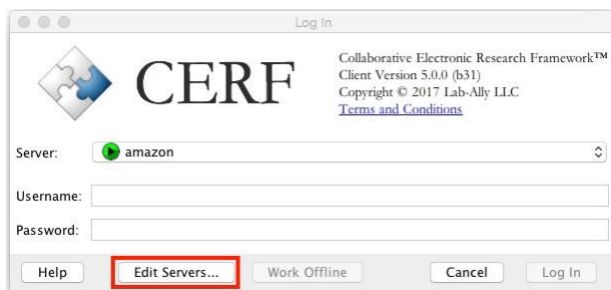 Log In
CERF
Collaborative Electronic Research Framework™
Client Version 5.0.0 (b31)
Copyright © 2017 Lab-Ally LLC
Terms and Conditions
Server: amazon
Username:
Password:
Help Edit Servers... Work Offline Cancel Log In